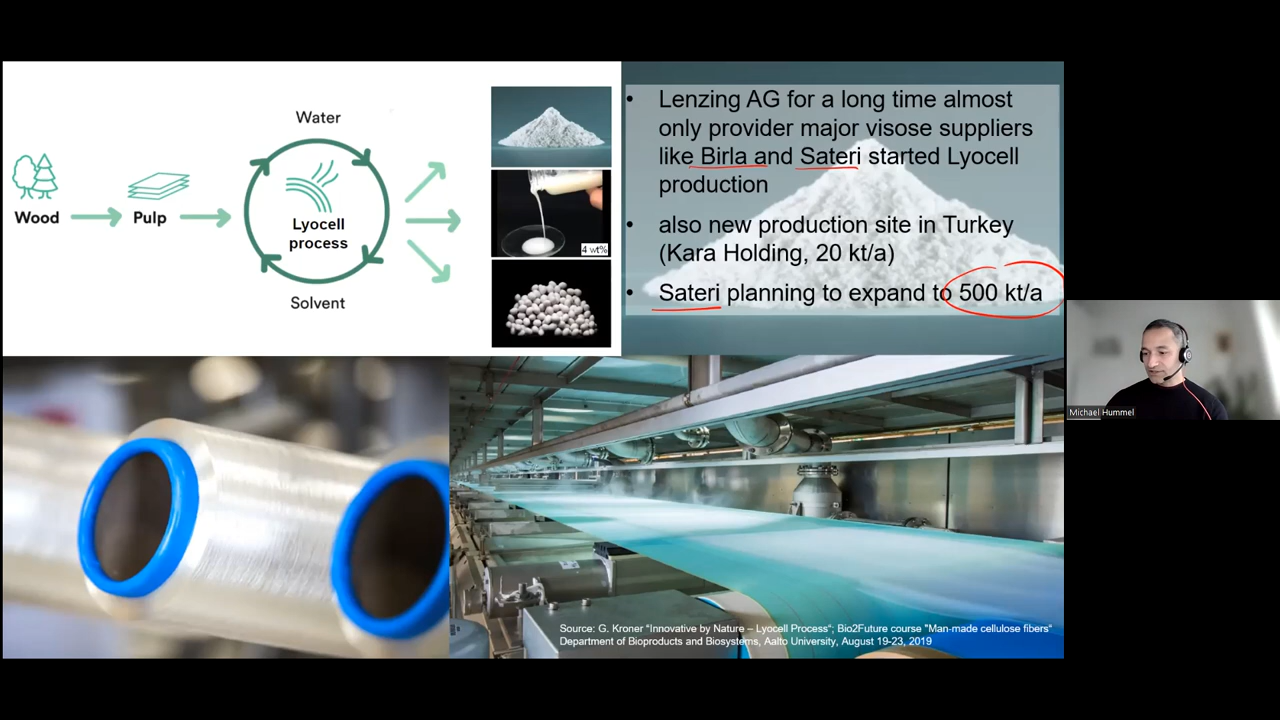 Water
Wood
Pulp
Lyocell
process
Solvent
4 wt%
• Lenzing AG for a long time almost
only provider major visose suppliers
like Birla and Sateri started Lyocell
production
• also new production site in Turkey
(Kara Holding, 20 kt/a)
• Sateri planning to expand to 500 kt/a
Source: G. Kroner “Innovative by Nature – Lyocell Process“; Bio2Future course "Man-made cellulose fibers“
Department of Bioproducts and Biosystems, Aalto University, August 19-23, 2019
Michael Hummel